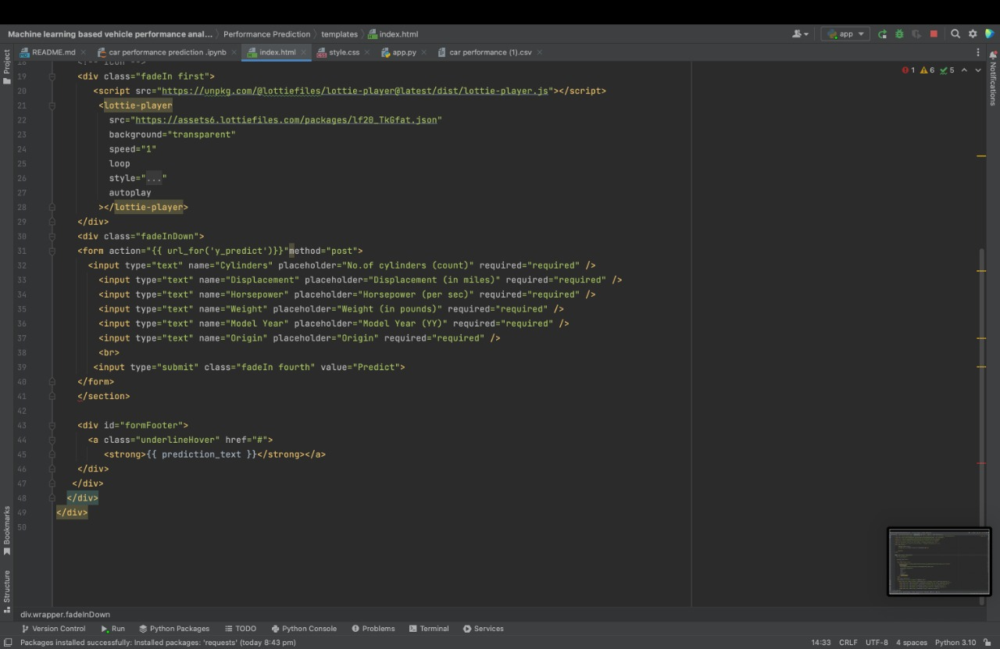 Machine learning based vehicle performance anal... Performance Prediction templates index.html app
Project README.md car performance prediction .ipynb index.html style.css app.py car performance (1).csv Notifications
18 <!-- Icon -->
1 6 5
19 <div class="fadeIn first">
20 <script src="https://unpkg.com/@lottiefiles/lottie-player@latest/dist/lottie-player.js"></script>
21 <lottie-player
22 src="https://assets6.lottiefiles.com/packages/lf20_TkGfat.json"
23 background="transparent"
24 speed="1"
25 loop
26 style="..."
27 autoplay
28 ></lottie-player>
29 </div>
30 <div class="fadeInDown">
31 <form action="{{ url_for('y_predict')}}"method="post">
32 <input type="text" name="Cylinders" placeholder="No.of cylinders (count)" required="required" />
33 <input type="text" name="Displacement" placeholder="Displacement (in miles)" required="required" />
34 <input type="text" name="Horsepower" placeholder="Horsepower (per sec)" required="required" />
35 <input type="text" name="Weight" placeholder="Weight (in pounds)" required="required" />
36 <input type="text" name="Model Year" placeholder="Model Year (YY)" required="required" />
37 <input type="text" name="Origin" placeholder="Origin" required="required" />
38 <br>
39 <input type="submit" class="fadeIn fourth" value="Predict">
40 </form>
41 </section>
42
43 <div id="formFooter">
44 <a class="underlineHover" href="#">
45 <strong>{{ prediction_text }}</strong></a>
46 </div>
47 </div>
48 </div>
49 </div>
50
Bookmarks
Structure
div.wrapper.fadeInDown
Version Control Run Python Packages TODO Python Console Problems Terminal Services
Packages installed successfully: Installed packages: 'requests' (today 8:43 pm) 14:33 CRLF UTF-8 4 spaces Python 3.10